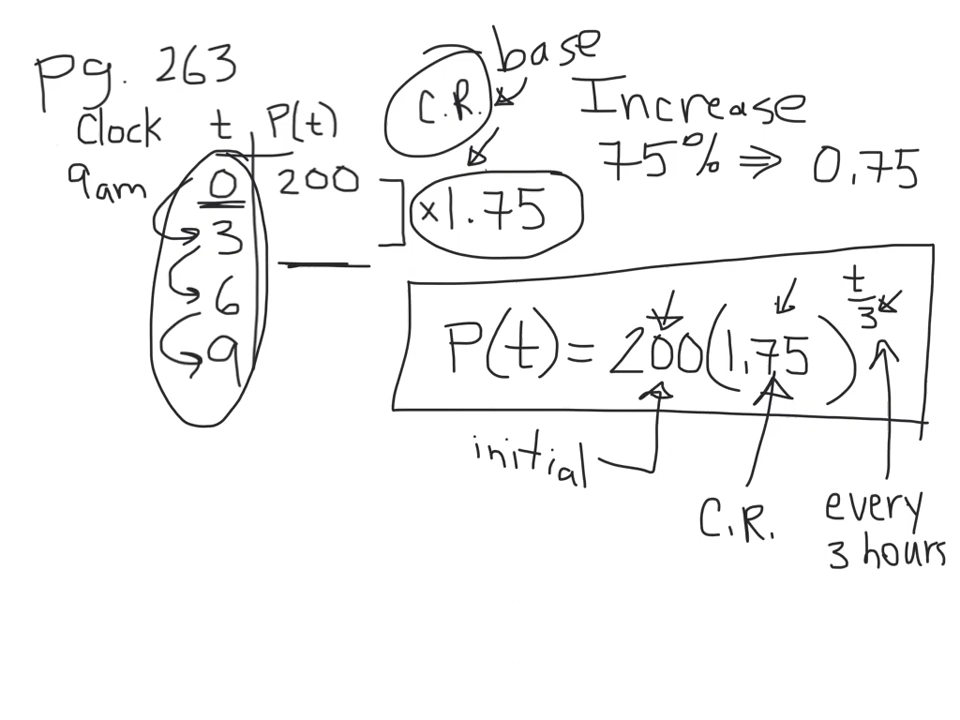 pg. 263
Clock t P(t)
9am 0 200
3
6
9
C.R. base
×1.75
Increase
75% ⇒ 0.75
P(t) = 200(1.75)^(t/3)
initial
C.R.
every
3 hours